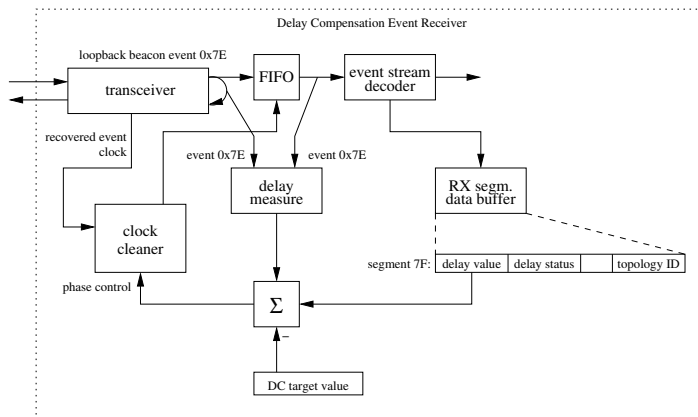 Delay Compensation Event Receiver
loopback beacon event 0x7E
transceiver
FIFO
event stream
decoder
recovered event
clock
event 0x7E
event 0x7E
delay
measure
RX segm.
data buffer
clock
cleaner
segment 7F:
delay value
delay status
topology ID
phase control
Σ
−
DC target value